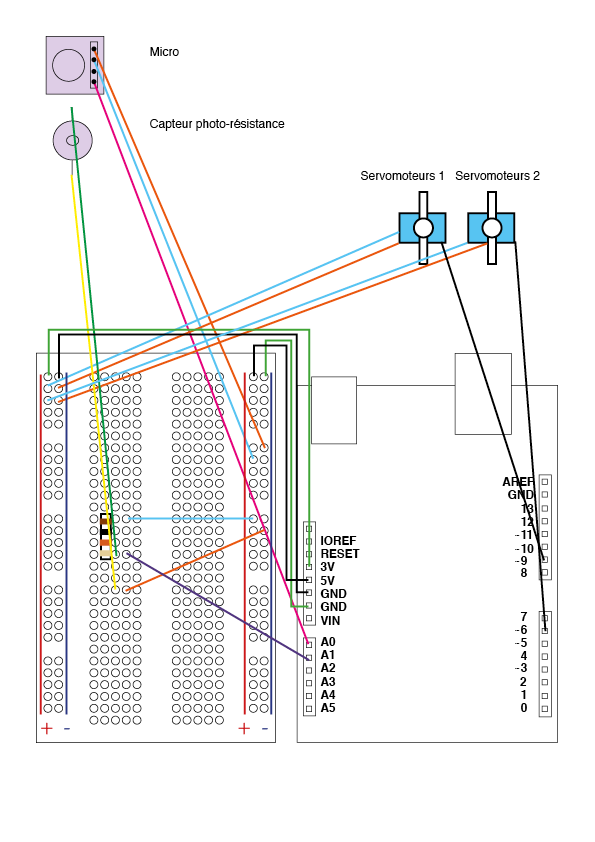 Micro
Capteur photo-résistance
Servomoteurs 1
Servomoteurs 2
AREF
GND
13
12
~11
~10
~9
8
IOREF
RESET
3V
5V
GND
GND
VIN
7
~6
~5
4
~3
2
1
0
A0
A1
A2
A3
A4
A5
+ -
+ -